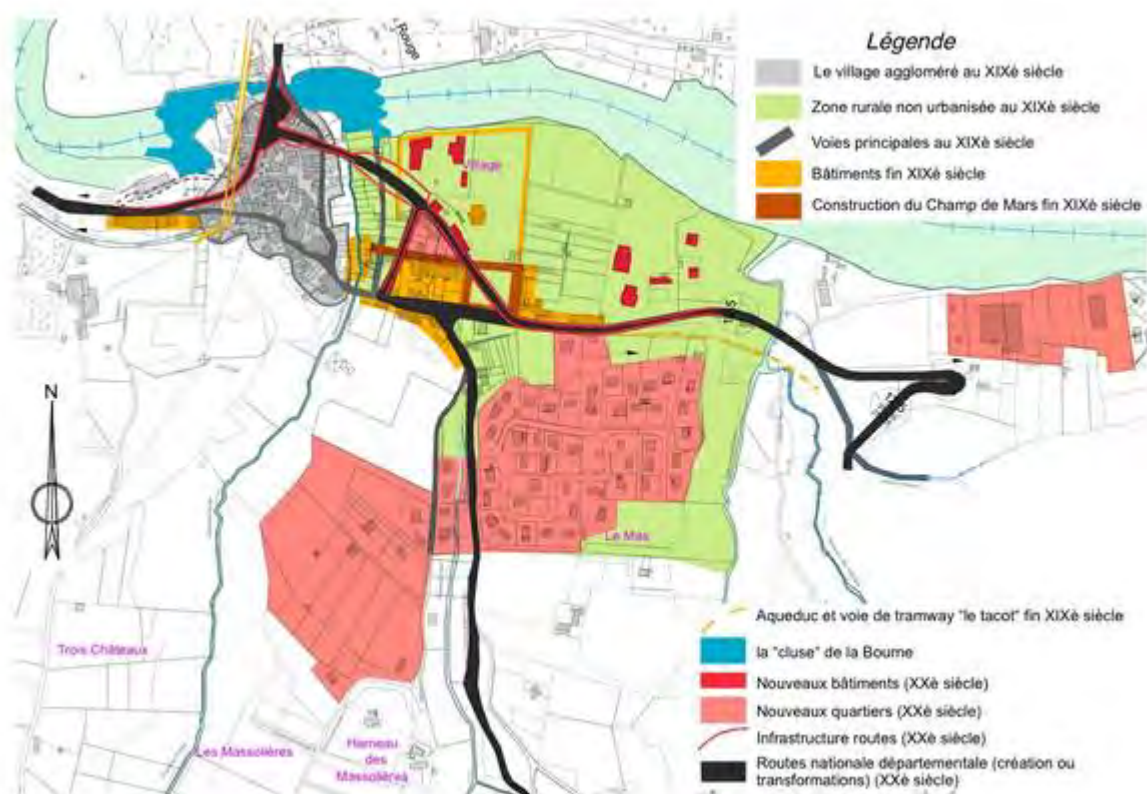 Rouge
Légende
Le village aggloméré au XIXè siècle
Zone rurale non urbanisée au XIXè siècle
Voies principales au XIXè siècle
Bâtiments fin XIXè siècle
Construction du Champ de Mars fin XIXè siècle
N
Le Mas
Trois Châteaux
Les Massolières
Hameau
des
Massolières
Aqueduc et voie de tramway "le tacot" fin XIXè siècle
la "cluse" de la Bourne
Nouveaux bâtiments (XXè siècle)
Nouveaux quartiers (XXè siècle)
Infrastructure routes (XXè siècle)
Routes nationale départementale (création ou
transformations) (XXè siècle)